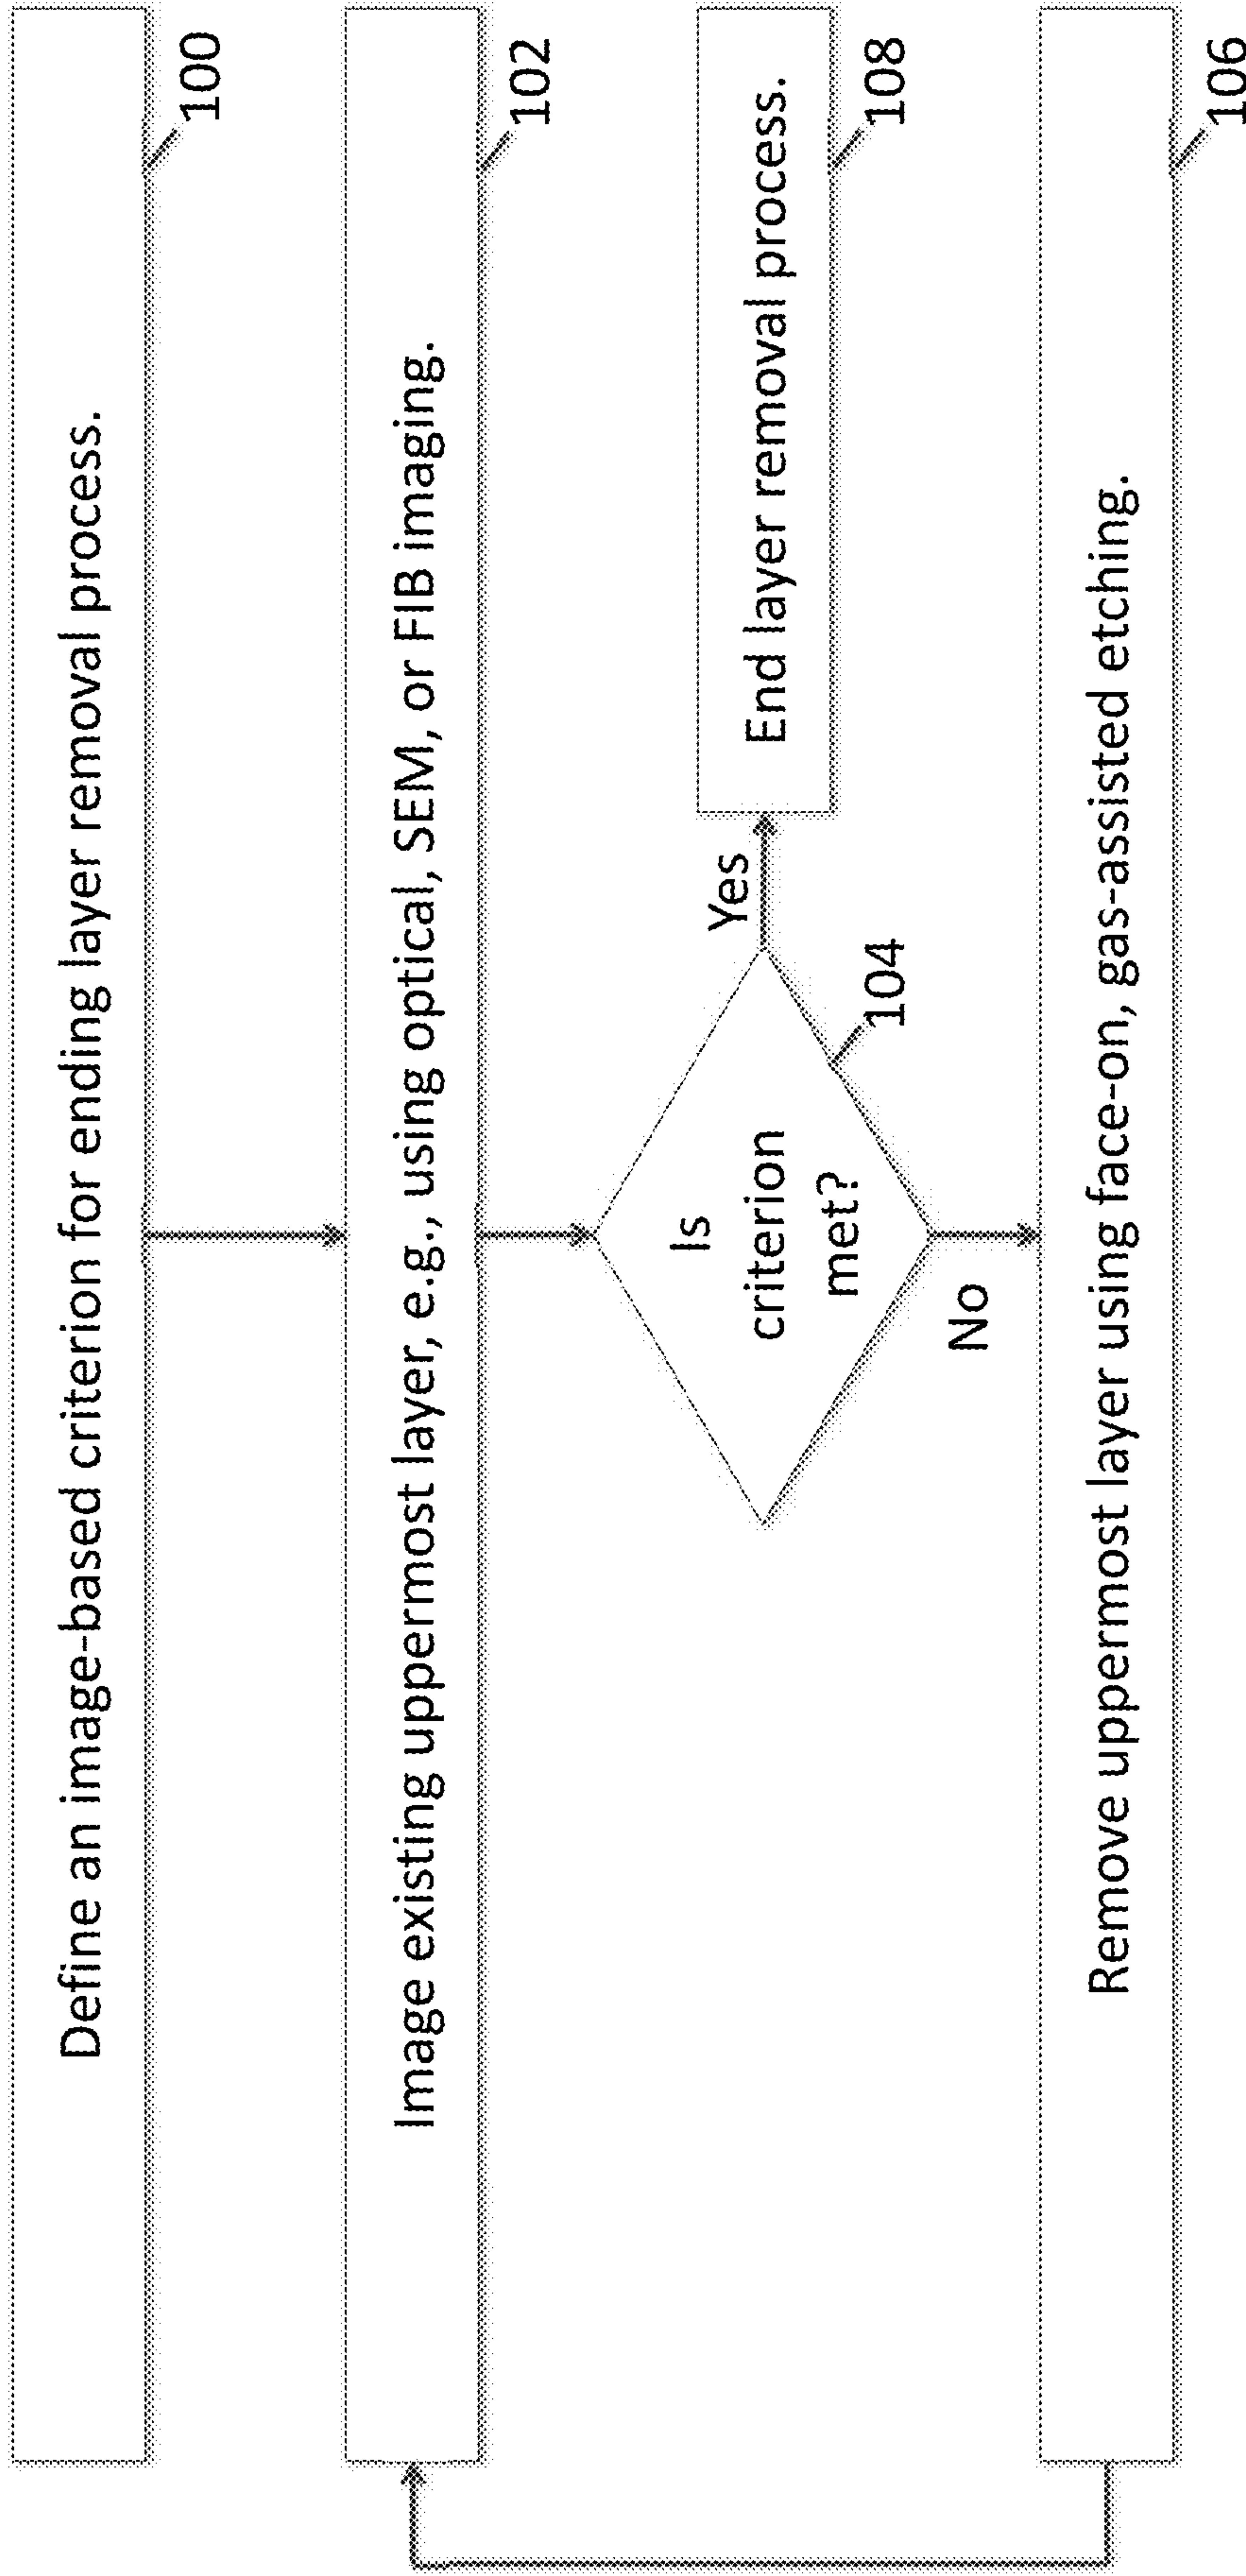 Define an image-based criterion for ending layer removal process.
100
Image existing uppermost layer, e.g., using optical, SEM, or FIB imaging.
102
Is
criterion
met?
104
Yes
End layer removal process.
108
No
Remove uppermost layer using face-on, gas-assisted etching.
106